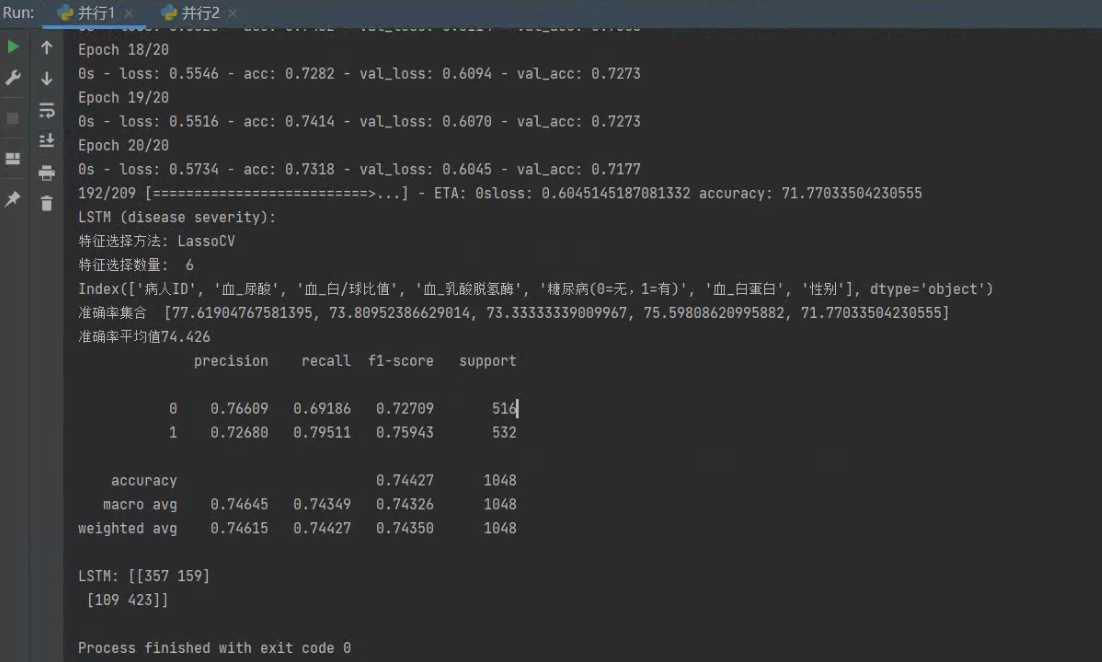 Run: 并行1 × 并行2 ×
Epoch 18/20
0s - loss: 0.5546 - acc: 0.7282 - val_loss: 0.6094 - val_acc: 0.7273
Epoch 19/20
0s - loss: 0.5516 - acc: 0.7414 - val_loss: 0.6070 - val_acc: 0.7273
Epoch 20/20
0s - loss: 0.5734 - acc: 0.7318 - val_loss: 0.6045 - val_acc: 0.7177
192/209 [==========================>...] - ETA: 0sloss: 0.6045145187081332 accuracy: 71.77033504230555
LSTM (disease severity):
特征选择方法: LassoCV
特征选择数量:  6
Index(['病人ID', '血_尿酸', '血_白/球比值', '血_乳酸脱氢酶', '糖尿病(0=无，1=有)', '血_白蛋白', '性别'], dtype='object')
准确率集合  [77.61904767581395, 73.80952386629014, 73.33333339009967, 75.59808620995882, 71.77033504230555]
准确率平均值74.426
precision recall f1-score support
0 0.76609 0.69186 0.72709 516
1 0.72680 0.79511 0.75943 532
accuracy 0.74427 1048
macro avg 0.74645 0.74349 0.74326 1048
weighted avg 0.74615 0.74427 0.74350 1048
LSTM: [[357 159]
[109 423]]
Process finished with exit code 0